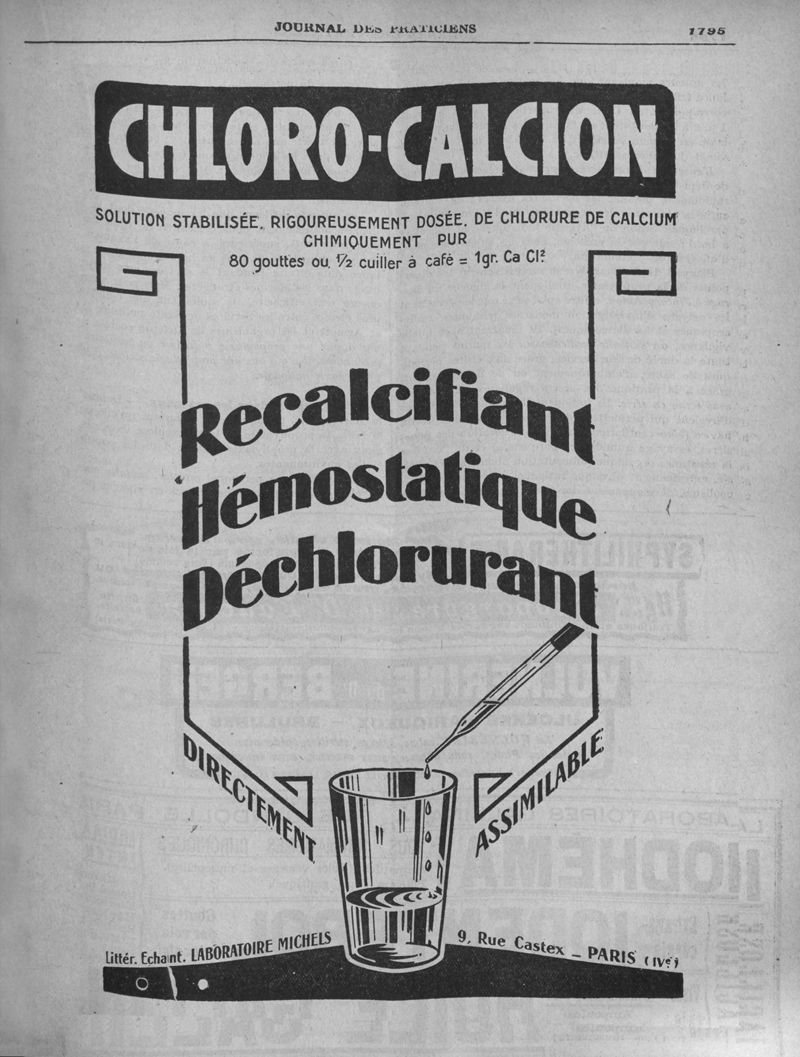 JOURNAL DES PRATICIENS
1795
CHLORO-CALCION
SOLUTION STABILISÉE, RIGOUREUSEMENT DOSÉE, DE CHLORURE DE CALCIUM
CHIMIQUEMENT PUR
80 gouttes ou 1/2 cuiller à café = 1gr. Ca Cl²
Recalcifiant
Hémostatique
Déchlorurant
DIRECTEMENT
ASSIMILABLE
Littér. Echant. LABORATOIRE MICHELS
9, Rue Castex _ PARIS (IVe)